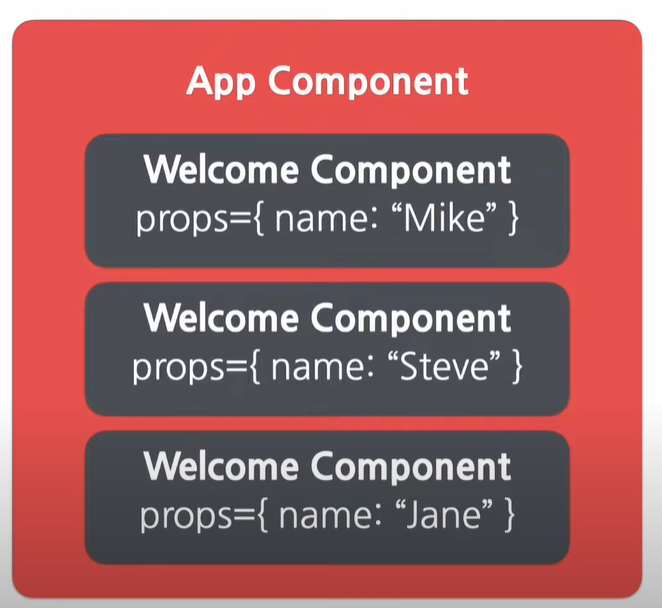 App Component
Welcome Component
props={ name: “Mike” }
Welcome Component
props={ name: “Steve” }
Welcome Component
props={ name: “Jane” }